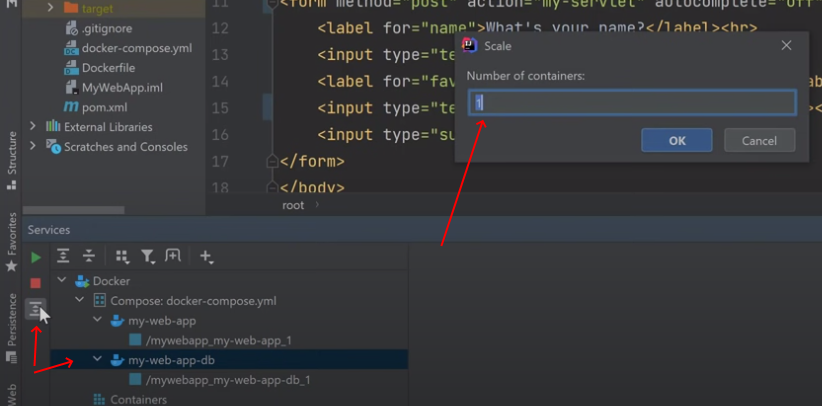 target
.gitignore
docker-compose.yml
Dockerfile
MyWebApp.iml
pom.xml
External Libraries
Scratches and Consoles
Structure
Favorites
Persistence
Web
11 <form method="post" action="my-servlet" autocomplete="off"
12 <label for="name">What's your name?</label><br>
13 <input type="te
14 <label for="fav
15 <input type="te
16 <input type="su
17 </form>
18 </body>
root
Scale
Number of containers:
1
OK
Cancel
Services
Docker
Compose: docker-compose.yml
my-web-app
/mywebapp_my-web-app_1
my-web-app-db
/mywebapp_my-web-app-db_1
Containers